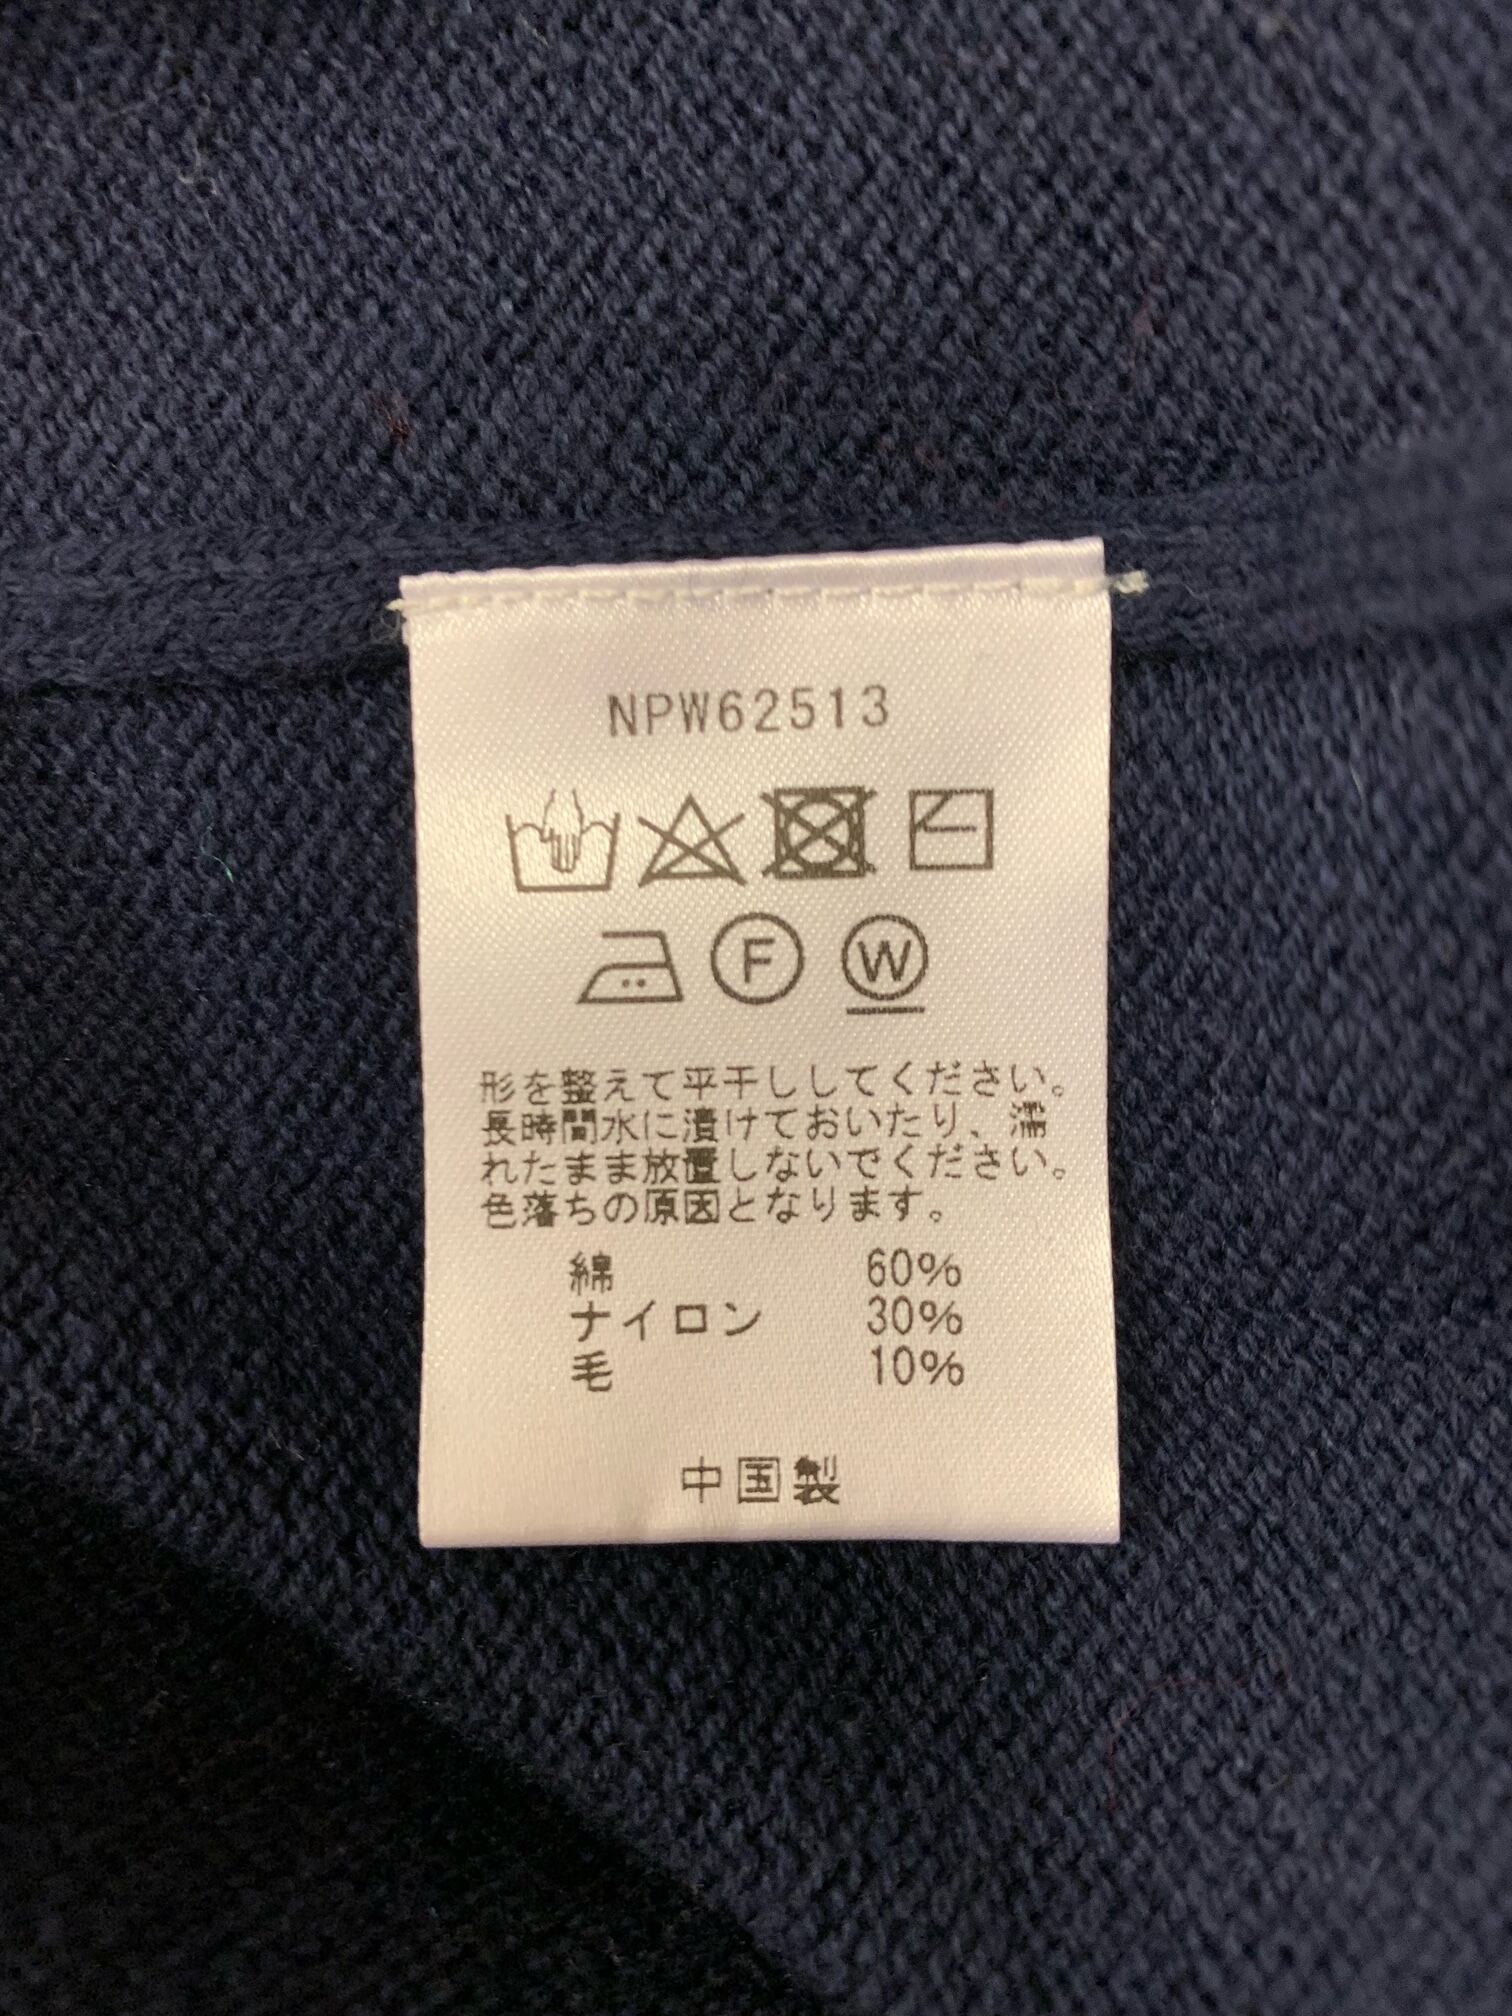 NPW62513
F W
形を整えて平干ししてください。
長時間水に漬けておいたり、濡
れたまま放置しないでください。
色落ちの原因となります。
綿 60%
ナイロン 30%
毛 10%
中国製